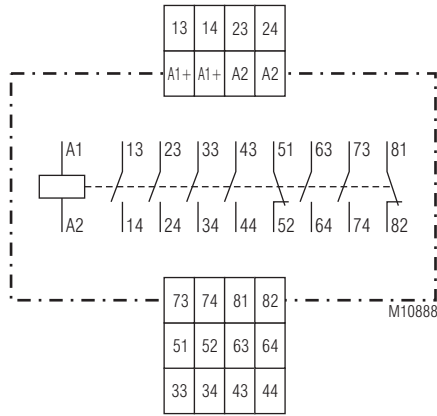 13 14 23 24
A1+ A1+ A2 A2
A1 13 23 33 43 51 63 73 81
A2 14 24 34 44 52 64 74 82
73 74 81 82
M10888
51 52 63 64
33 34 43 44